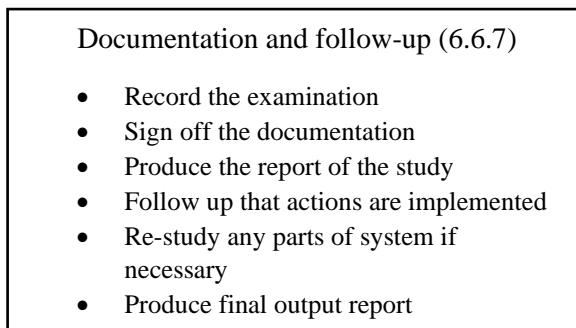 Documentation and follow-up (6.6.7)
• Record the examination
• Sign off the documentation
• Produce the report of the study
• Follow up that actions are implemented
• Re-study any parts of system if
necessary
• Produce final output report